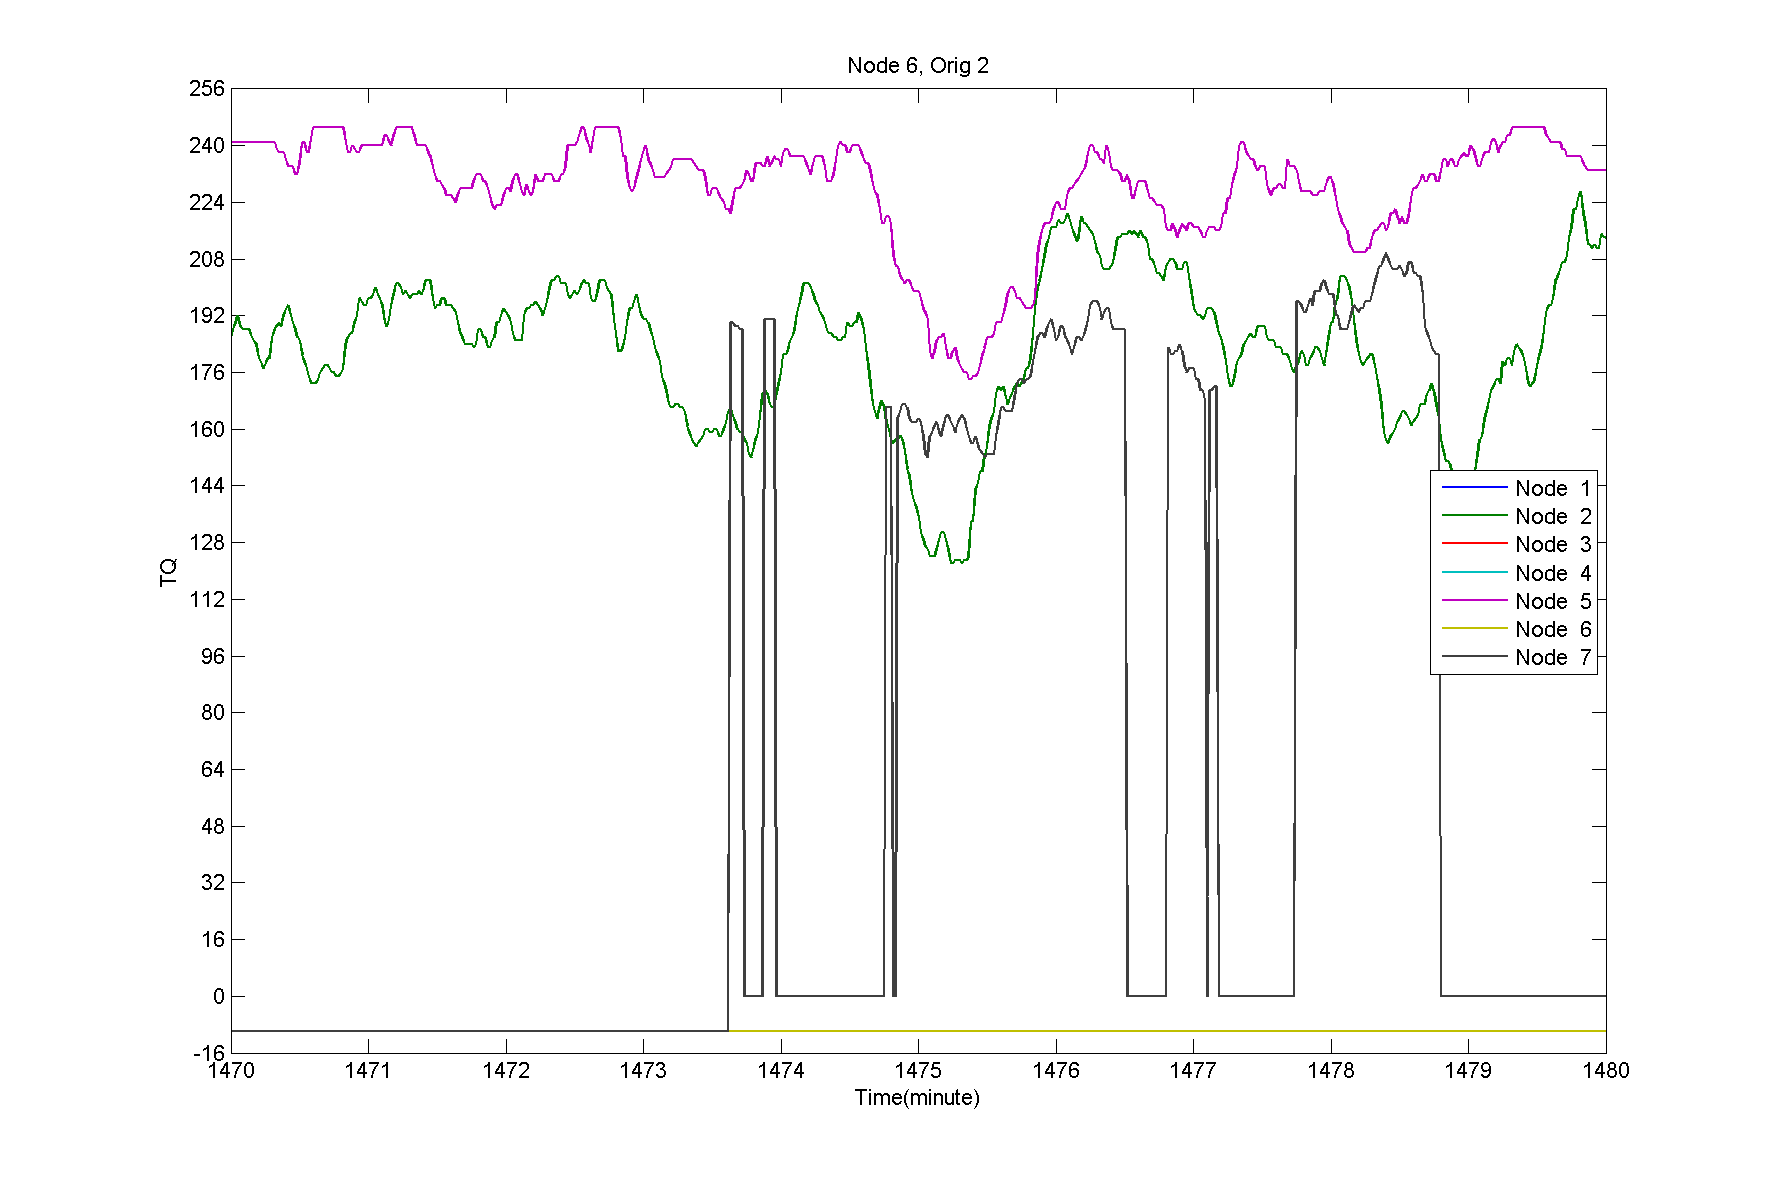 Node 6, Orig 2
256
240
224
208
192
176
160
144
128
112
96
80
64
48
32
16
0
-16
TQ
Node 1
Node 2
Node 3
Node 4
Node 5
Node 6
Node 7
1470 1471 1472 1473 1474 1475 1476 1477 1478 1479 1480
Time(minute)